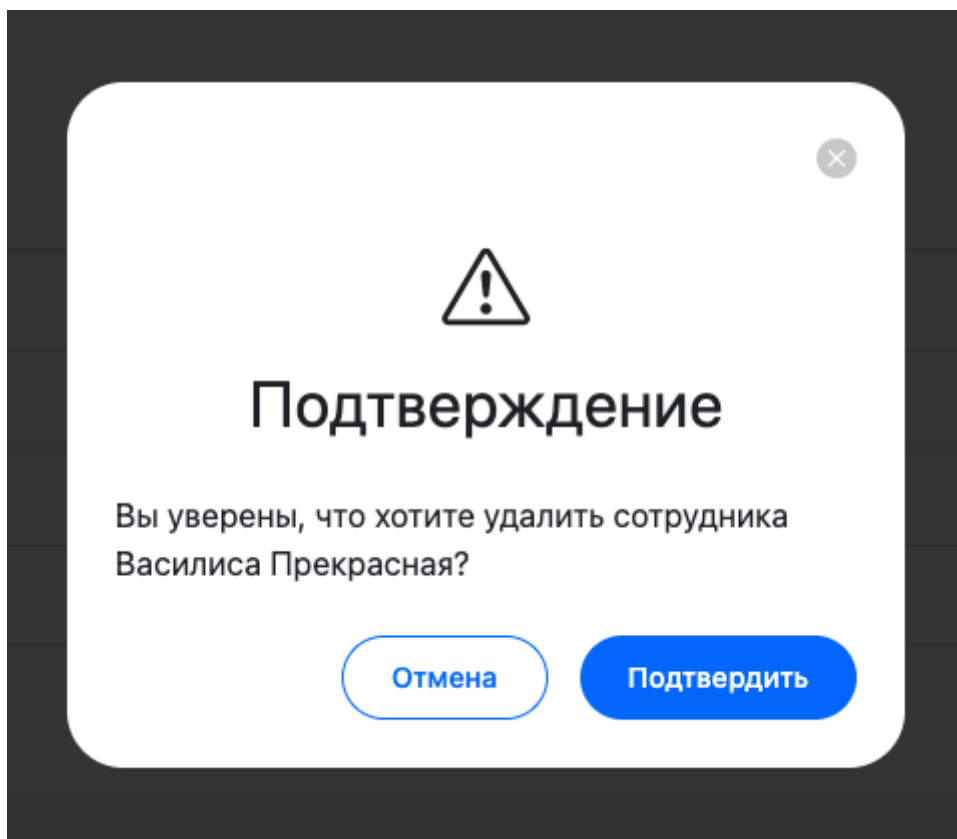 Подтверждение
Вы уверены, что хотите удалить сотрудника
Василиса Прекрасная?
Отмена
Подтвердить